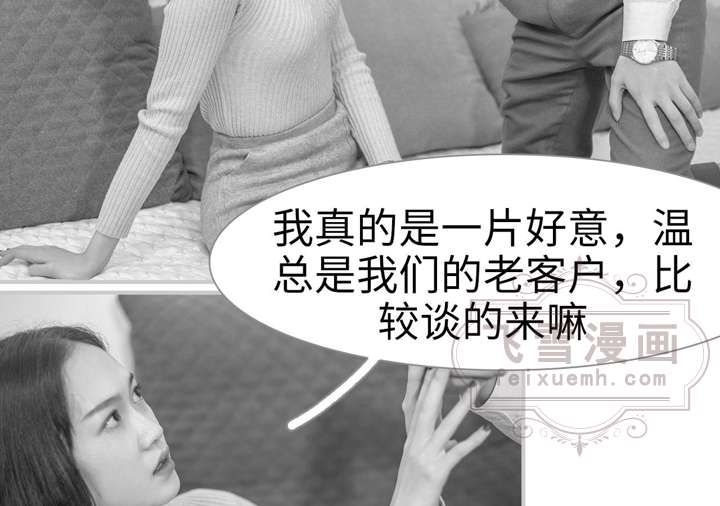 我真的是一片好意，温
总是我们的老客户，比
较谈的来嘛
飞雪漫画
feixuemh.com